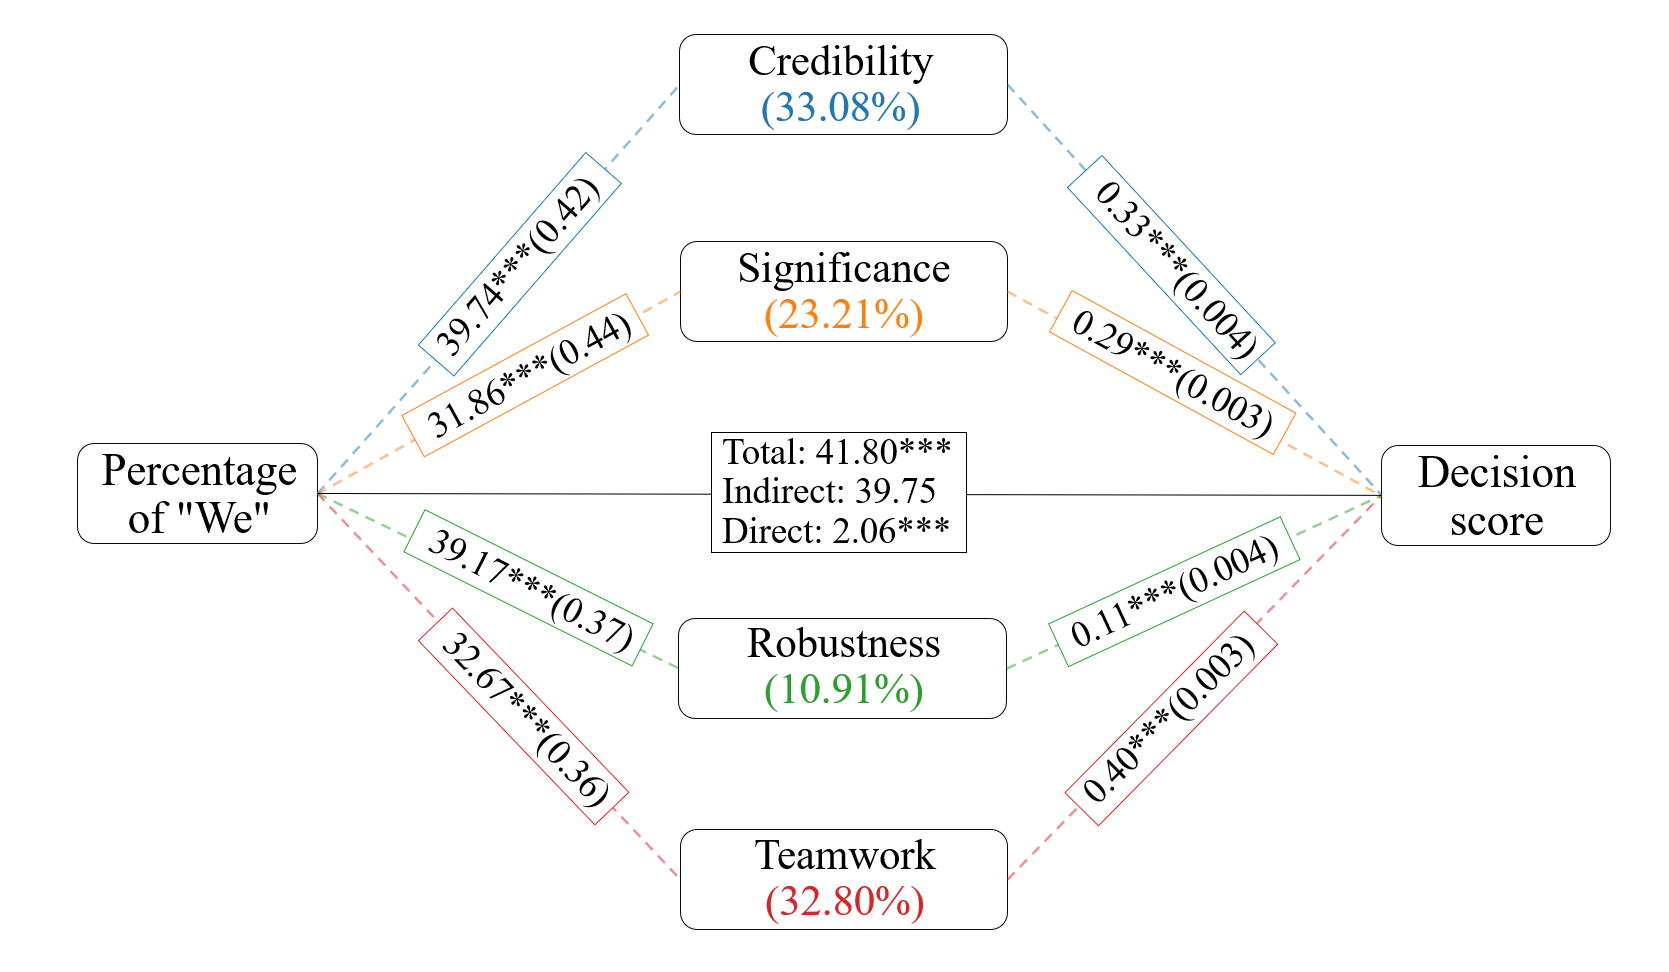 Credibility
(33.08%)
39.74***(0.42)
0.33***(0.004)
Significance
(23.21%)
31.86***(0.44)
0.29***(0.003)
Percentage
of "We"
Total: 41.80***
Indirect: 39.75
Direct: 2.06***
Decision
score
39.17***(0.37)
0.11***(0.004)
Robustness
(10.91%)
32.67***(0.36)
0.40***(0.003)
Teamwork
(32.80%)